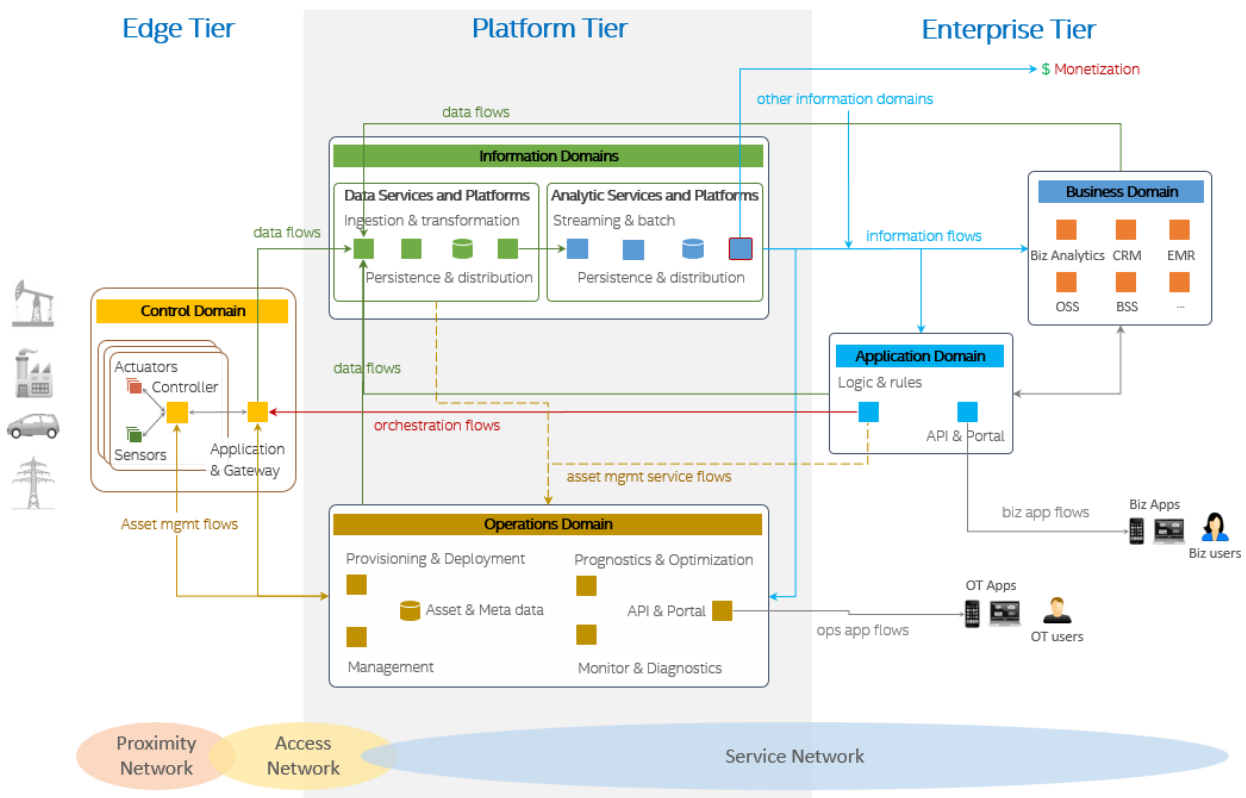 Edge Tier
Platform Tier
Enterprise Tier
$ Monetization
other information domains
data flows
Information Domains
Data Services and Platforms
Ingestion & transformation
Persistence & distribution
Analytic Services and Platforms
Streaming & batch
Persistence & distribution
information flows
Business Domain
Biz Analytics
CRM
EMR
OSS
BSS
...
data flows
Control Domain
Actuators
Controller
Sensors
Application
& Gateway
data flows
orchestration flows
Application Domain
Logic & rules
API & Portal
asset mgmt service flows
Asset mgmt flows
Operations Domain
Provisioning & Deployment
Prognostics & Optimization
Asset & Meta data
API & Portal
Management
Monitor & Diagnostics
biz app flows
Biz Apps
Biz users
ops app flows
OT Apps
OT users
Proximity
Network
Access
Network
Service Network